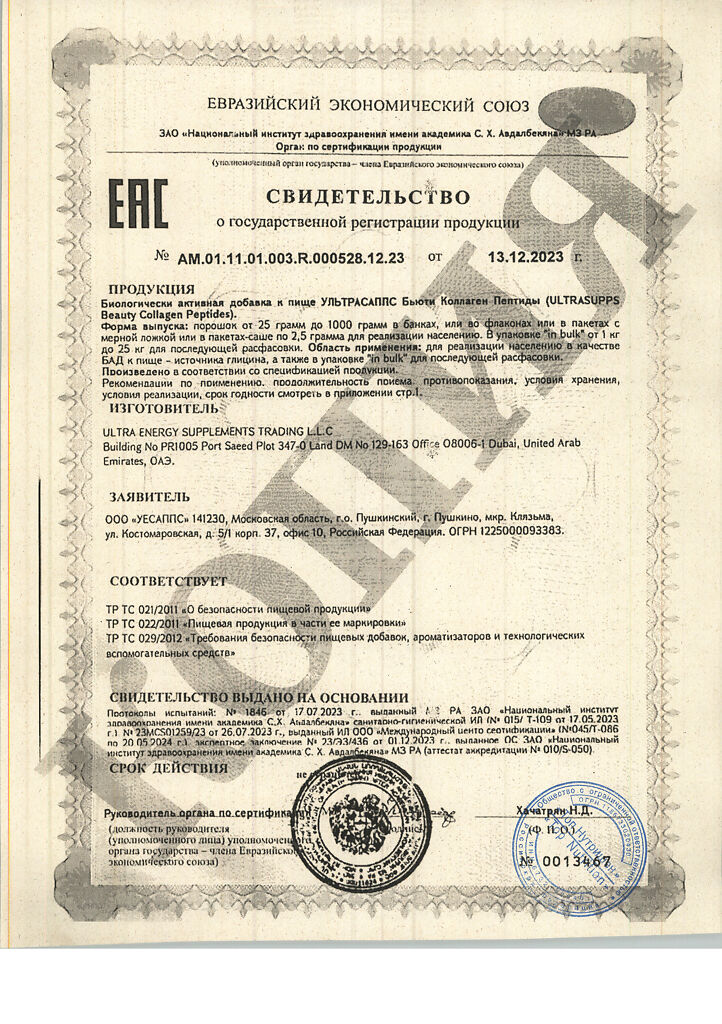 ЕВРАЗИЙСКИЙ ЭКОНОМИЧЕСКИЙ СОЮЗ
ЗАО «Национальный институт здравоохранения имени академика С. Х. Авдалбекяна» МЗ РА
Орган по сертификации продукции
(уполномоченный орган государства – члена Евразийского экономического союза)
EAC
СВИДЕТЕЛЬСТВО
о государственной регистрации продукции
№ AM.01.11.01.003.R.000528.12.23 от 13.12.2023 г.
ПРОДУКЦИЯ
Биологически активная добавка к пище УЛЬТРАСАППС Бьюти Коллаген Пептиды (ULTRASUPPS
Beauty Collagen Peptides).
Форма выпуска: порошок от 25 грамм до 1000 грамм в банках, или во флаконах или в пакетах с
мерной ложкой или в пакетах-саше по 2,5 грамма для реализации населению. В упаковке "in bulk" от 1 кг
до 25 кг для последующей расфасовки. Область применения: для реализации населению в качестве
БАД к пище – источника глицина, а также в упаковке "in bulk" для последующей расфасовки.
Произведено в соответствии со спецификацией продукции.
Рекомендации по применению, продолжительность приема, противопоказания, условия хранения,
условия реализации, срок годности смотреть в приложении стр.1.
ИЗГОТОВИТЕЛЬ
ULTRA ENERGY SUPPLEMENTS TRADING L.L.C
Building No PR1005 Port Saeed Plot 347-0 Land DM No 129-163 Office O8006-1 Dubai, United Arab
Emirates, ОАЭ.
ЗАЯВИТЕЛЬ
ООО «УЕСАППС» 141230, Московская область, г.о. Пушкинский, г. Пушкино, мкр. Клязьма,
ул. Костомаровская, д. 5/1 корп. 37, офис 10, Российская Федерация. ОГРН 1225000093383.
СООТВЕТСТВУЕТ
ТР ТС 021/2011 «О безопасности пищевой продукции»
ТР ТС 022/2011 «Пищевая продукция в части ее маркировки»
ТР ТС 029/2012 «Требования безопасности пищевых добавок, ароматизаторов и технологических
вспомогательных средств»
СВИДЕТЕЛЬСТВО ВЫДАНО НА ОСНОВАНИИ
Протоколы испытаний: № 1846 от 17.07.2023 г., выданный МЗ РА ЗАО «Национальный институт
здравоохранения имени академика С.Х. Авдалбекяна» санитарно-гигиенической ИЛ (№ 015/ Т-109 от 17.05.2023
г.), № 23MCS01259/23 от 26.07.2023 г., выданный ИЛ ООО «Международный центр сертификации» (№045/Т-086
по 20.05.2024 г.), экспертное заключение № 23/ЭЗ/436 от 01.12.2023 г., выданное ОС ЗАО «Национальный
институт здравоохранения имени академика С. Х. Авдалбекяна» МЗ РА (аттестат аккредитации № 010/S-050).
СРОК ДЕЙСТВИЯ
не
Руководитель органа по сертификации Хачатрян Н.Д.
(должность руководителя (Ф. И. О.)
(уполномоченного лица) уполномоченного
органа государства – члена Евразийского
экономического союза)
№ 0013467
Общество с ограниченной ответственностью
КОПИЯ